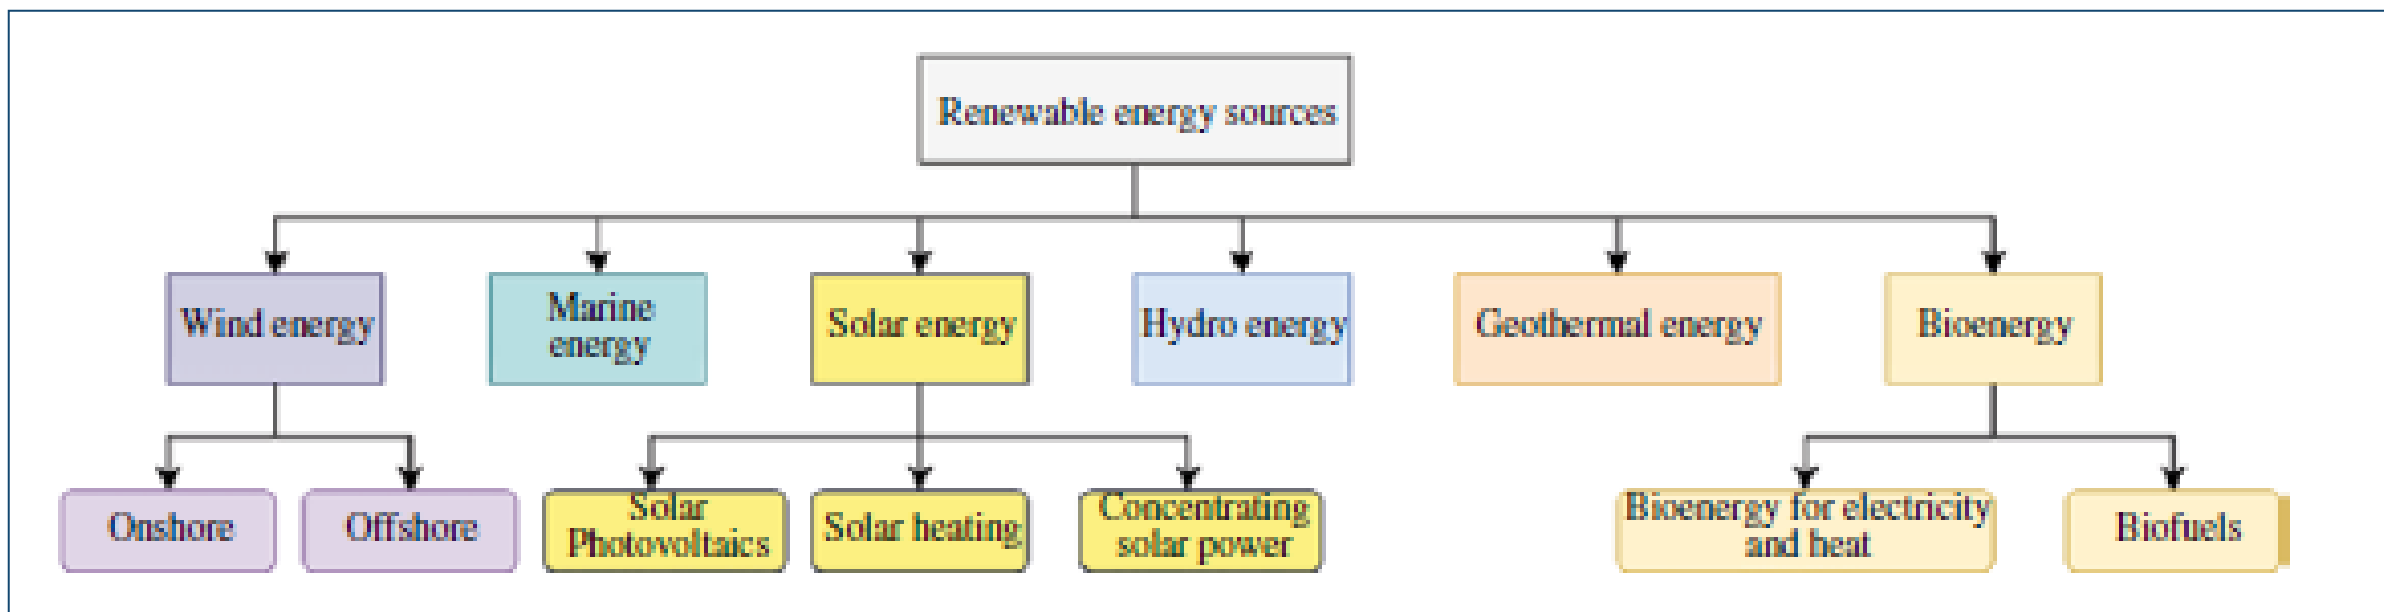 Renewable energy sources
Wind energy
Marine
energy
Solar energy
Hydro energy
Geothermal energy
Bioenergy
Onshore
Offshore
Solar
Photovoltaics
Solar heating
Concentrating
solar power
Bioenergy for electricity
and heat
Biofuels